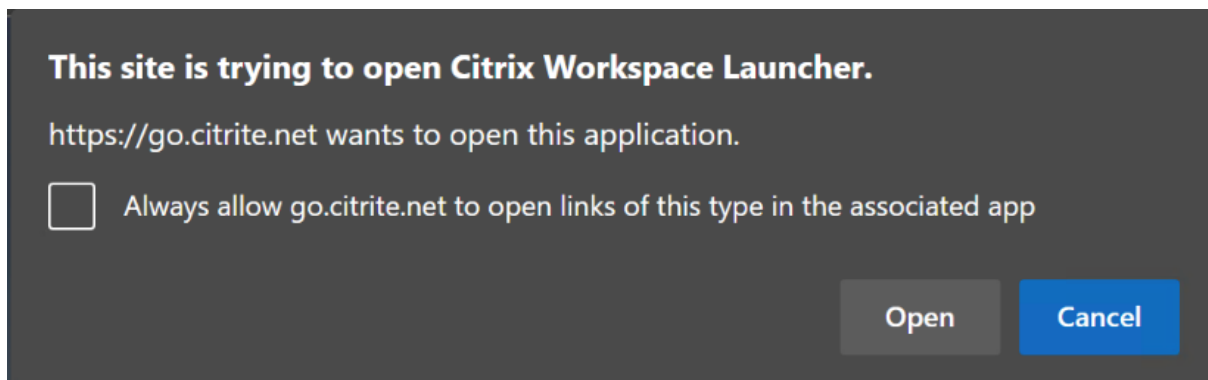 This site is trying to open Citrix Workspace Launcher.
https://go.citrite.net wants to open this application.
Always allow go.citrite.net to open links of this type in the associated app
Open Cancel